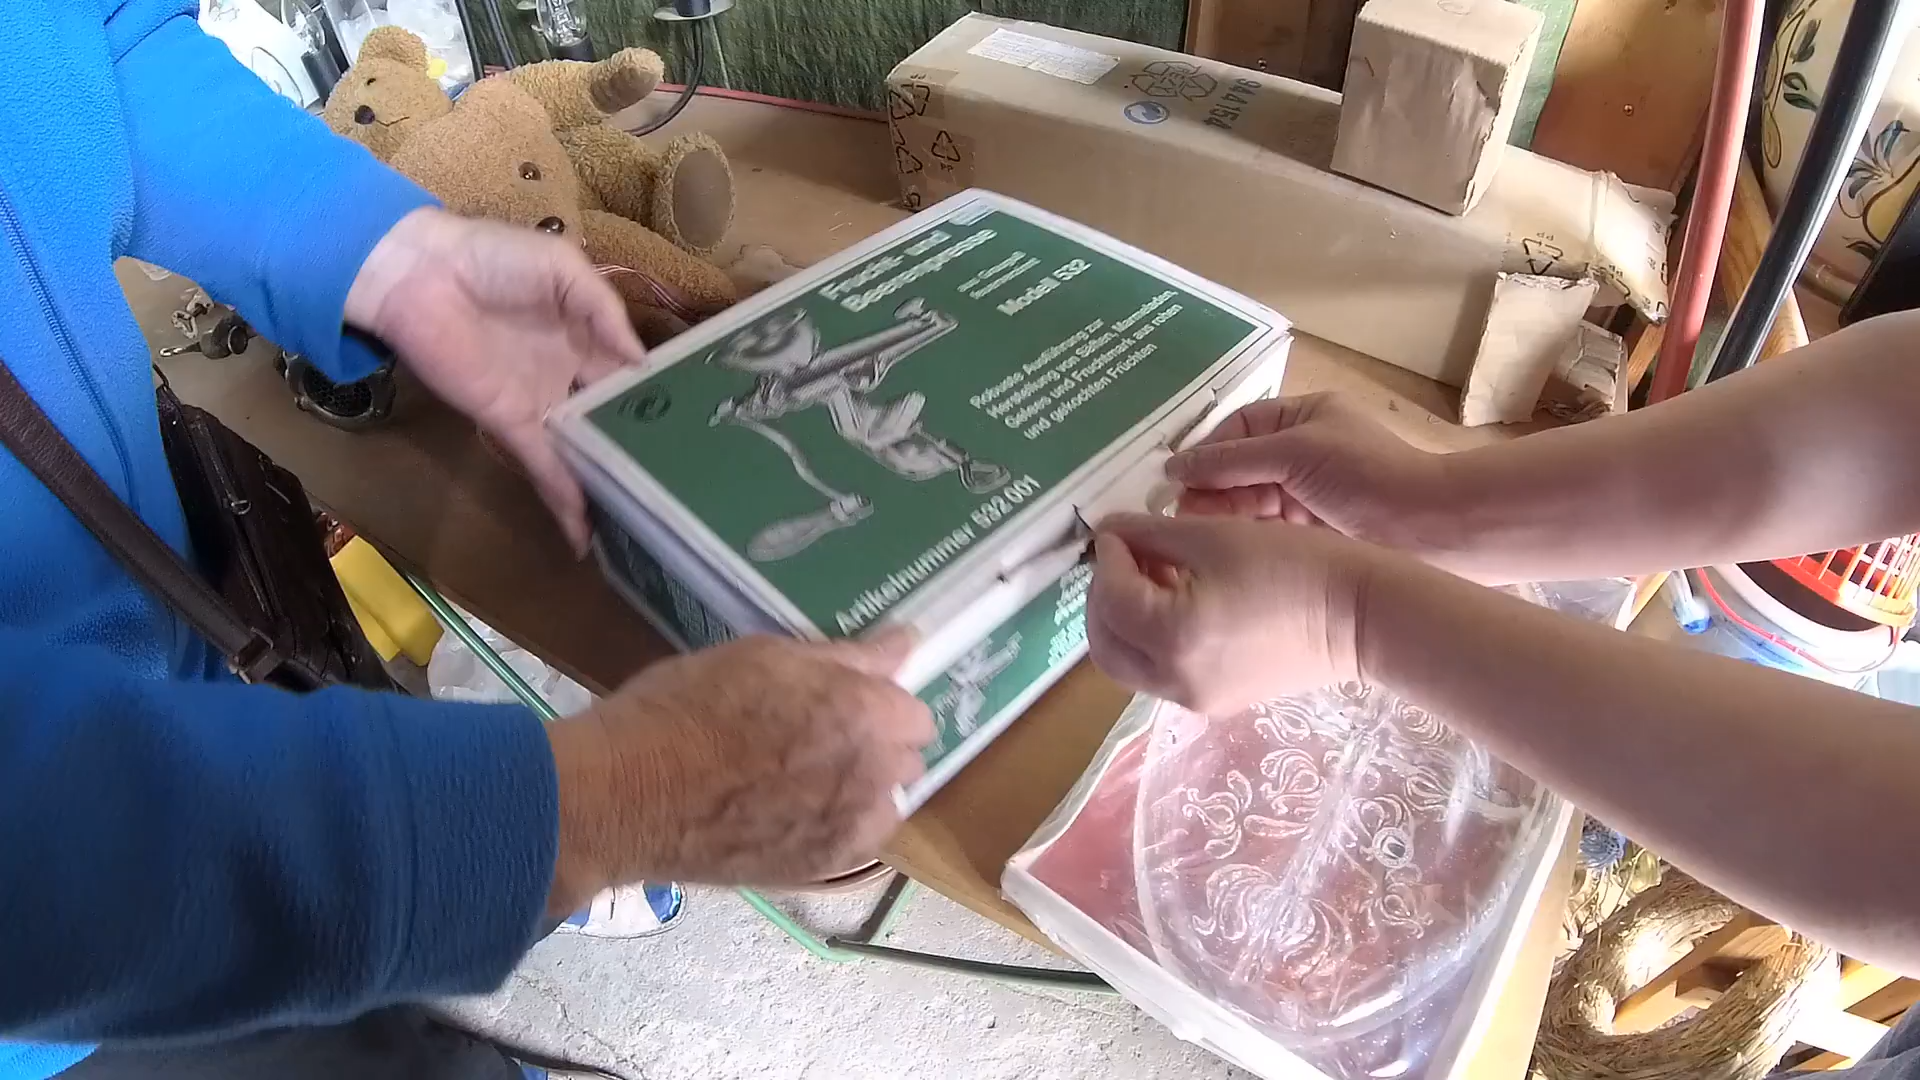 Frucht- und
Beerenpresse
Modell 532
Robuste Ausführung zur
Herstellung von Säften, Marmeladen,
Gelees und Fruchtmark aus rohen
und gekochten Früchten
Artikelnummer 532 001
944154